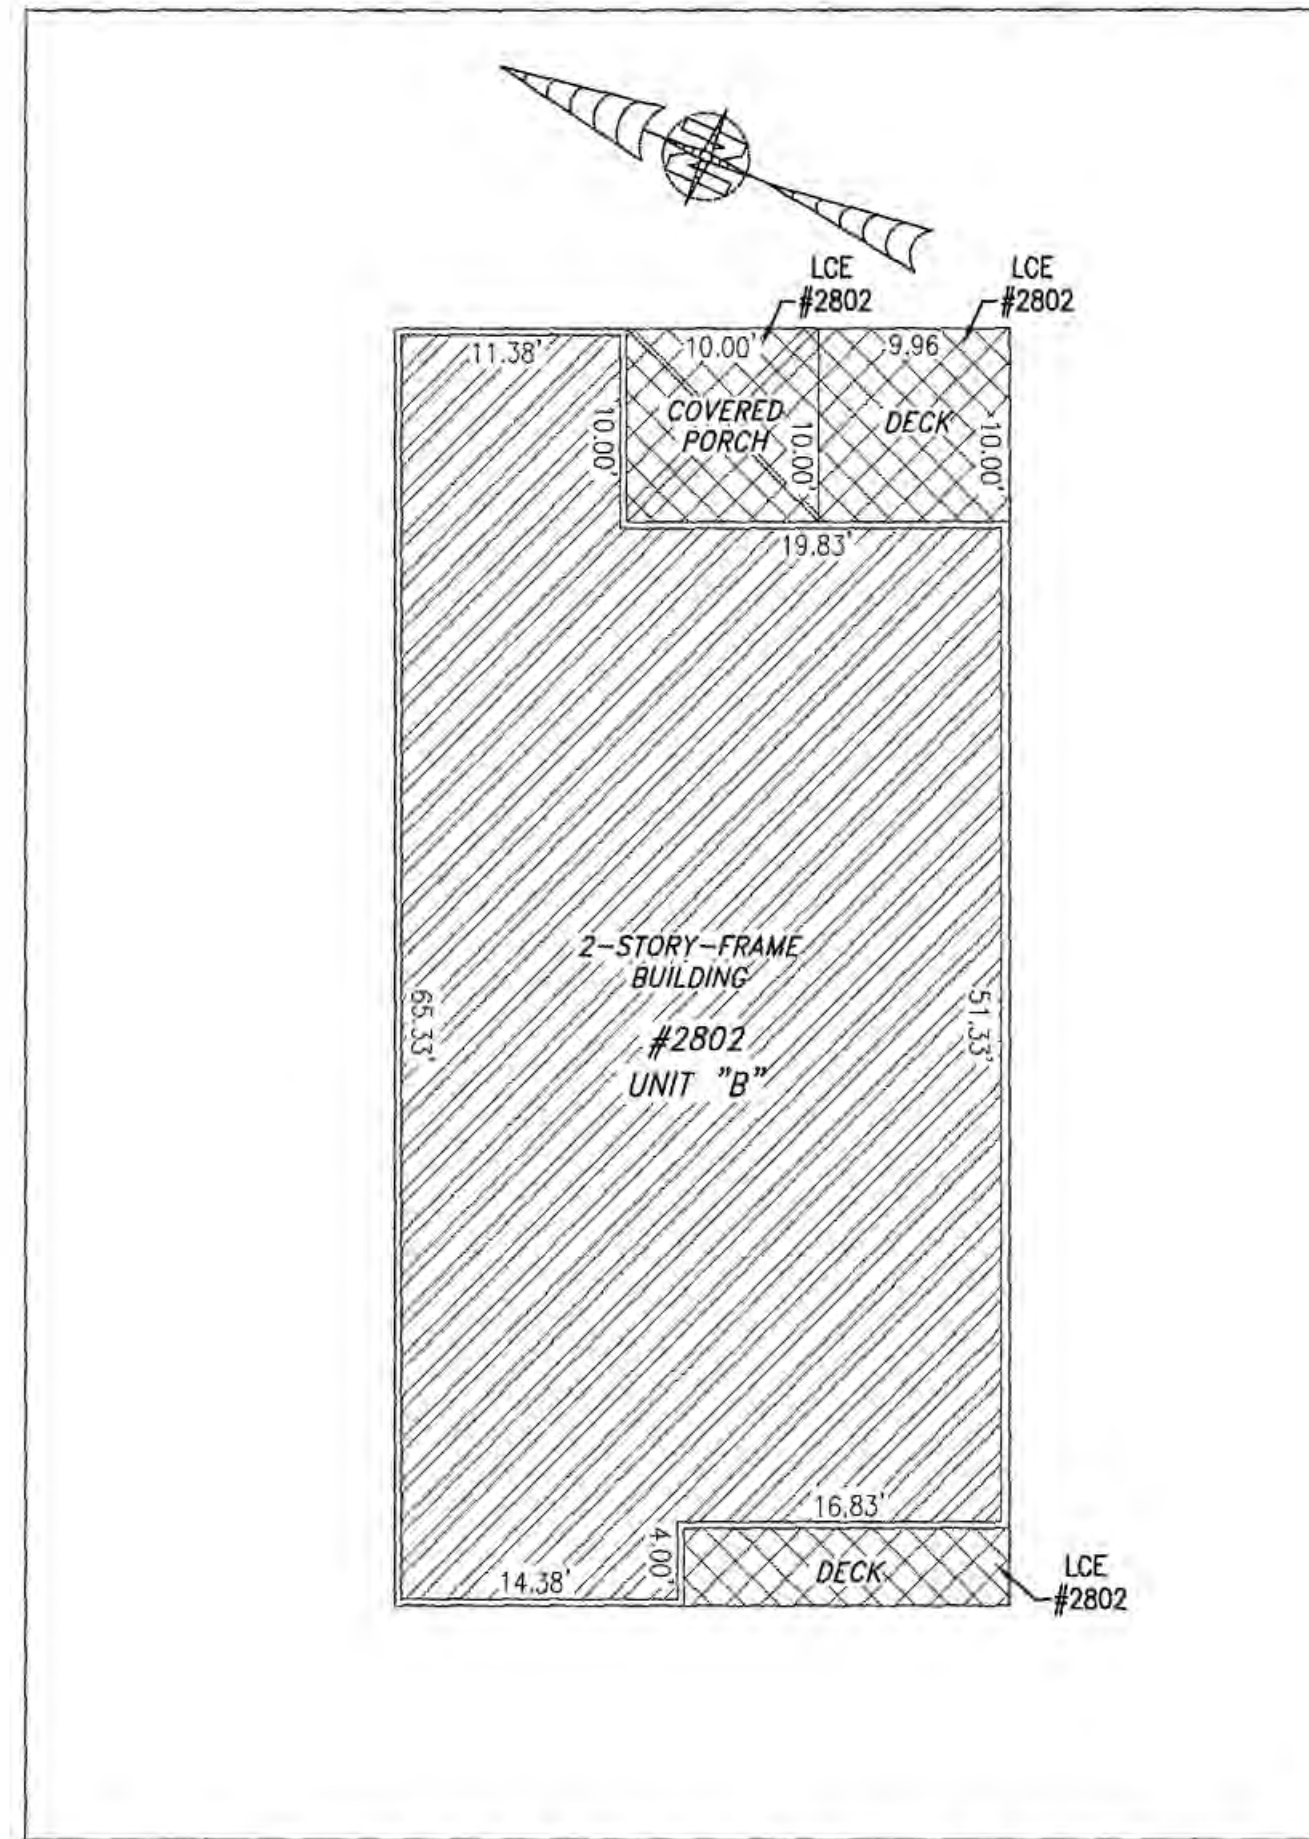 N
LCE
#2802
LCE
#2802
11.38'
10.00'
9.96
COVERED
PORCH
DECK
10.00'
10.00'
10.00'
19.83'
2-STORY-FRAME
BUILDING
#2802
UNIT "B"
65.33'
51.33'
16.83'
4.00'
14.38'
DECK
LCE
#2802